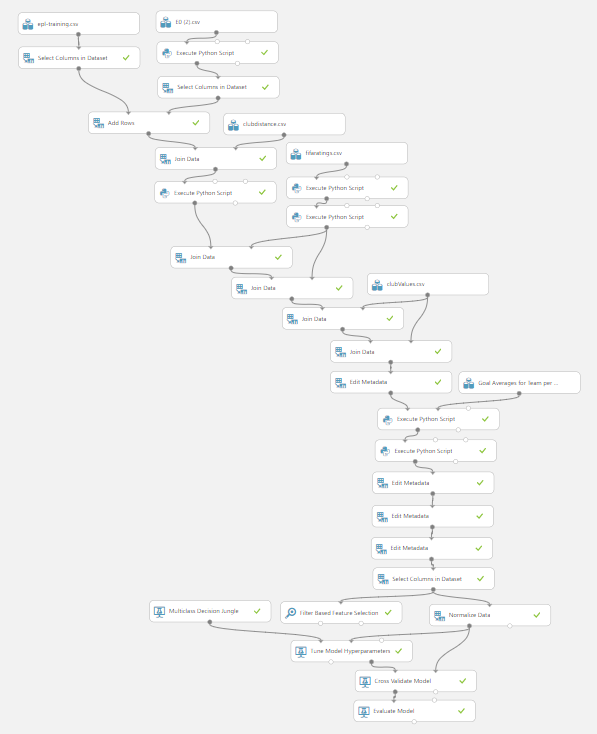 epl-training.csv
E0 (2).csv
Execute Python Script
Select Columns in Dataset
Select Columns in Dataset
Add Rows
clubdistance.csv
Join Data
fifaratings.csv
Execute Python Script
Execute Python Script
Execute Python Script
Join Data
Join Data
clubValues.csv
Join Data
Join Data
Edit Metadata
Goal Averages for Team per ...
Execute Python Script
Execute Python Script
Edit Metadata
Edit Metadata
Edit Metadata
Select Columns in Dataset
Multiclass Decision Jungle
Filter Based Feature Selection
Normalize Data
Tune Model Hyperparameters
Cross Validate Model
Evaluate Model